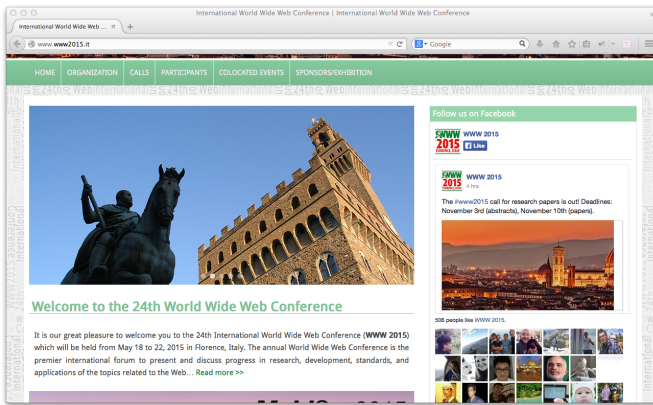 International World Wide Web Conference | International World Wide Web Conference
International World Wide Web ...
www.www2015.it
Google
HOME
ORGANIZATION
CALLS
PARTICIPANTS
COLOCATED EVENTS
SPONSORS/EXHIBITION
Welcome to the 24th World Wide Web Conference
It is our great pleasure to welcome you to the 24th International World Wide Web Conference (WWW 2015)
which will be held from May 18 to 22, 2015 in Florence, Italy. The annual World Wide Web Conference is the
premier international forum to present and discuss progress in research, development, standards, and
applications of the topics related to the Web... Read more >>
Follow us on Facebook
WWW
2015
WWW 2015
Like
WWW
2015
WWW 2015
4 hrs
The #www2015 call for research papers is out! Deadlines:
November 3rd (abstracts), November 10th (papers).
506 people like WWW 2015.